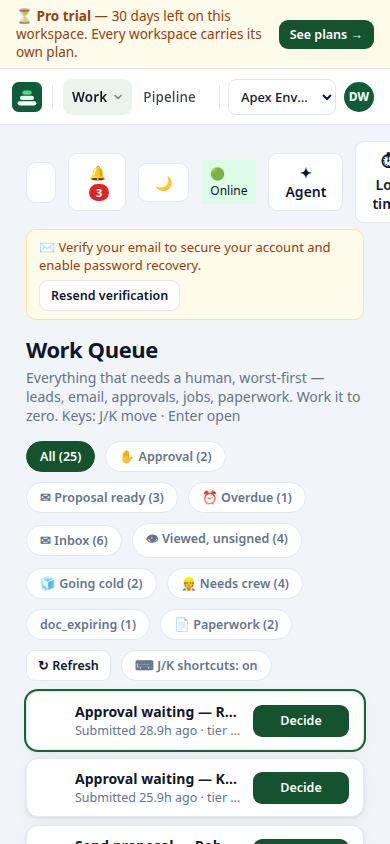 ⏳ Pro trial — 30 days left on this
workspace. Every workspace carries its
own plan.
See plans →
Work
Pipeline
Apex Env...
DW
🔔
3
🌙
🟢
Online
✦
Agent
✉️ Verify your email to secure your account and
enable password recovery.
Resend verification
Work Queue
Everything that needs a human, worst-first —
leads, email, approvals, jobs, paperwork. Work it to
zero. Keys: J/K move · Enter open
All (25)
✋ Approval (2)
✉ Proposal ready (3)
⏰ Overdue (1)
✉ Inbox (6)
👁 Viewed, unsigned (4)
🧊 Going cold (2)
👷 Needs crew (4)
doc_expiring (1)
📄 Paperwork (2)
↻ Refresh
⌨ J/K shortcuts: on
Approval waiting — R...
Submitted 28.9h ago · tier ...
Decide
Approval waiting — K...
Submitted 25.9h ago · tier ...
Decide